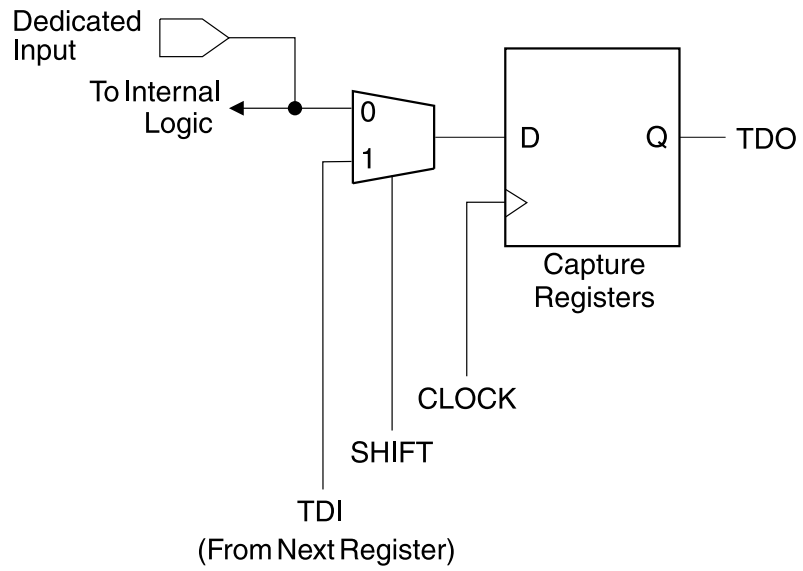 Dedicated
Input
To Internal
Logic
0
1
D
Q
TDO
Capture
Registers
CLOCK
SHIFT
TDI
(From Next Register)